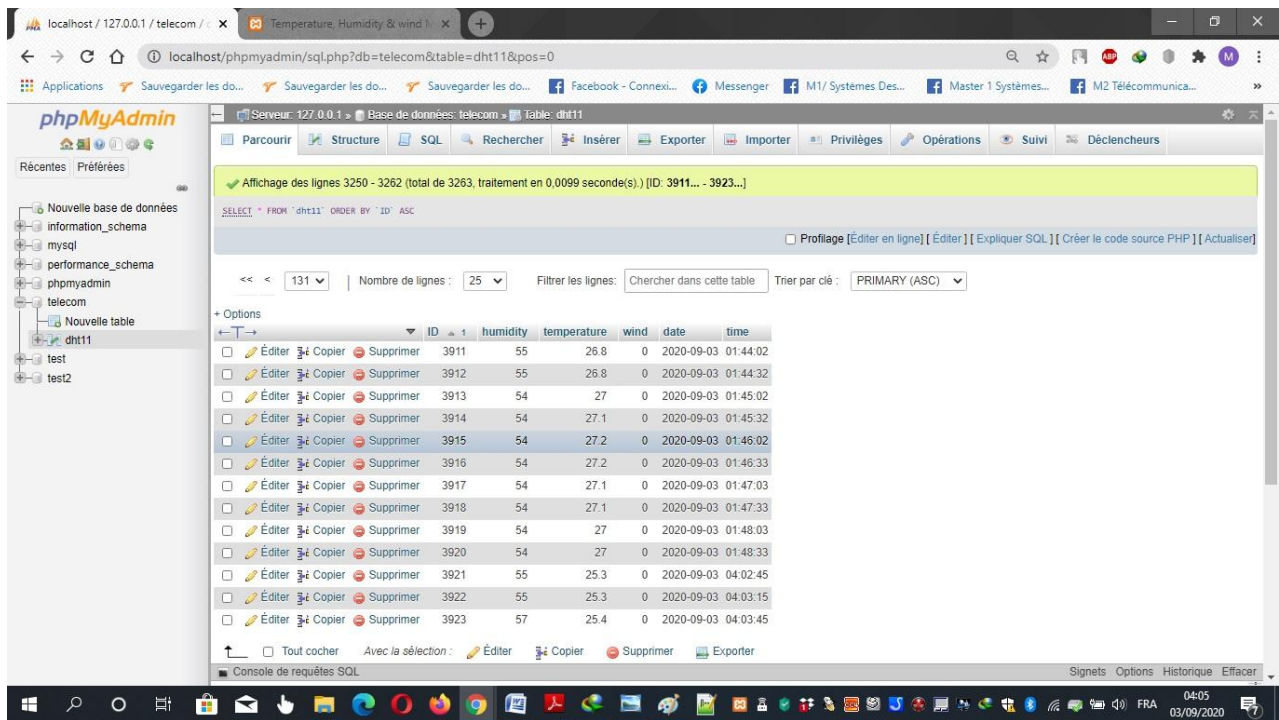 localhost / 127.0.0.1 / telecom /
Temperature, Humidity & wind
localhost/phpmyadmin/sql.php?db=telecom&table=dht11&pos=0
ABP
M
Applications Sauvegarder les do... Sauvegarder les do... Sauvegarder les do... Facebook - Connexi... Messenger M1/ Systèmes Des... Master 1 Systèmes... M2 Télécommunica... »
phpMyAdmin
Récentes Préférées
Nouvelle base de données
information_schema
mysql
performance_schema
phpmyadmin
telecom
Nouvelle table
dht11
test
test2
Serveur: 127.0.0.1 » Base de données: telecom » Table: dht11
Parcourir Structure SQL Rechercher Insérer Exporter Importer Privilèges Opérations Suivi Déclencheurs
Affichage des lignes 3250 - 3262 (total de 3263, traitement en 0,0099 seconde(s).) [ID: 3911... - 3923...]
SELECT * FROM `dht11` ORDER BY `ID` ASC
Profilage [Éditer en ligne] [ Éditer ] [ Expliquer SQL ] [ Créer le code source PHP ] [ Actualiser]
<< < 131 | Nombre de lignes : 25 Filtrer les lignes: Chercher dans cette table Trier par clé : PRIMARY (ASC)
+ Options
←T→ ID 1 humidity temperature wind date time
Éditer Copier Supprimer 3911 55 26.8 0 2020-09-03 01:44:02
Éditer Copier Supprimer 3912 55 26.8 0 2020-09-03 01:44:32
Éditer Copier Supprimer 3913 54 27 0 2020-09-03 01:45:02
Éditer Copier Supprimer 3914 54 27.1 0 2020-09-03 01:45:32
Éditer Copier Supprimer 3915 54 27.2 0 2020-09-03 01:46:02
Éditer Copier Supprimer 3916 54 27.2 0 2020-09-03 01:46:33
Éditer Copier Supprimer 3917 54 27.1 0 2020-09-03 01:47:03
Éditer Copier Supprimer 3918 54 27.1 0 2020-09-03 01:47:33
Éditer Copier Supprimer 3919 54 27 0 2020-09-03 01:48:03
Éditer Copier Supprimer 3920 54 27 0 2020-09-03 01:48:33
Éditer Copier Supprimer 3921 55 25.3 0 2020-09-03 04:02:45
Éditer Copier Supprimer 3922 55 25.3 0 2020-09-03 04:03:15
Éditer Copier Supprimer 3923 57 25.4 0 2020-09-03 04:03:45
Tout cocher Avec la sélection : Éditer Copier Supprimer Exporter
Console de requêtes SQL Signets Options Historique Effacer
FRA 04:05
03/09/2020